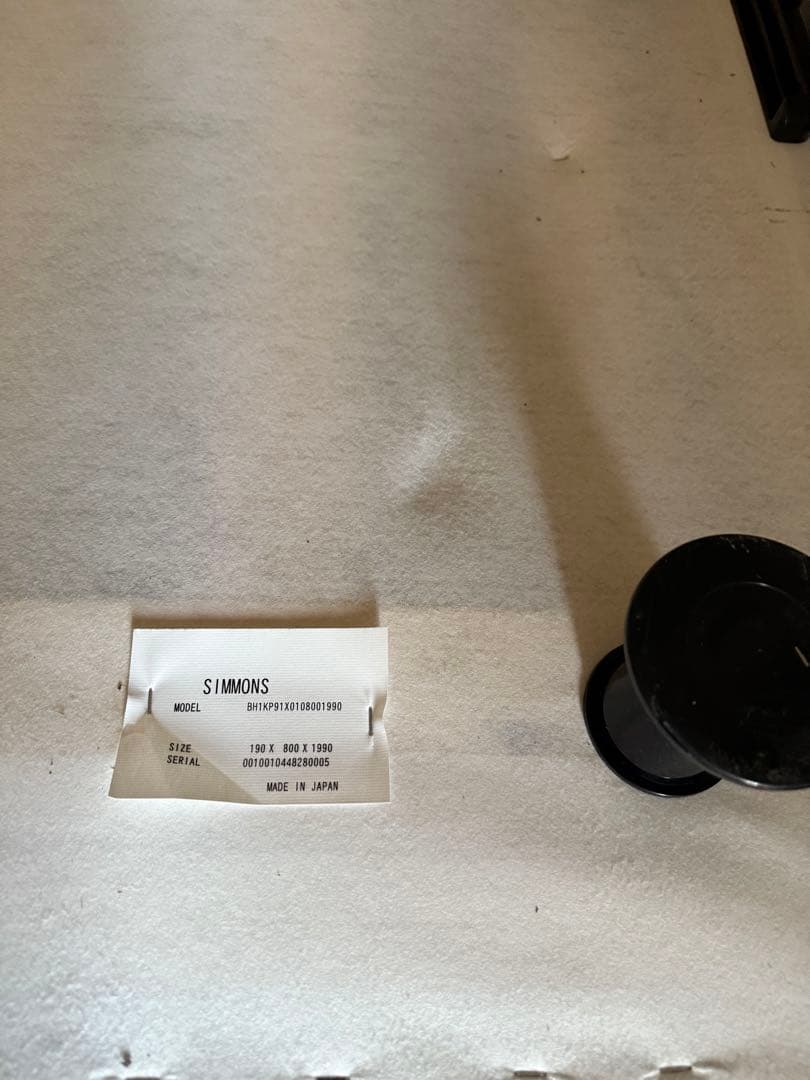 SIMMONS
MODEL BH1KP91X0108001990
SIZE 190 X 800 X 1990
SERIAL 0010010448280005
MADE IN JAPAN